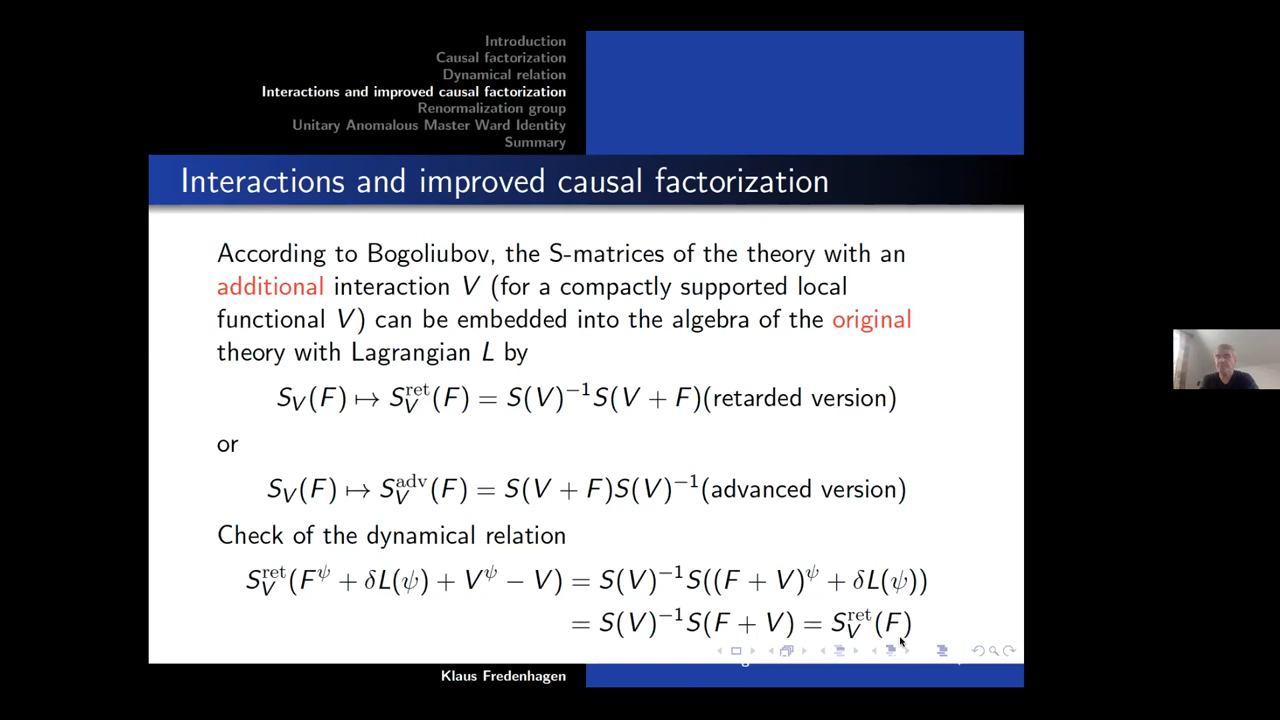 Introduction
Causal factorization
Dynamical relation
Interactions and improved causal factorization
Renormalization group
Unitary Anomalous Master Ward Identity
Summary
Interactions and improved causal factorization
According to Bogoliubov, the S-matrices of the theory with an
additional interaction V (for a compactly supported local
functional V) can be embedded into the algebra of the original
theory with Lagrangian L by
S_V(F) ↦ S_V^ret(F) = S(V)⁻¹S(V + F)(retarded version)
or
S_V(F) ↦ S_V^adv(F) = S(V + F)S(V)⁻¹(advanced version)
Check of the dynamical relation
S_V^ret(F^ψ + δL(ψ) + V^ψ − V) = S(V)⁻¹S((F + V)^ψ + δL(ψ))
= S(V)⁻¹S(F + V) = S_V^ret(F)
Klaus Fredenhagen